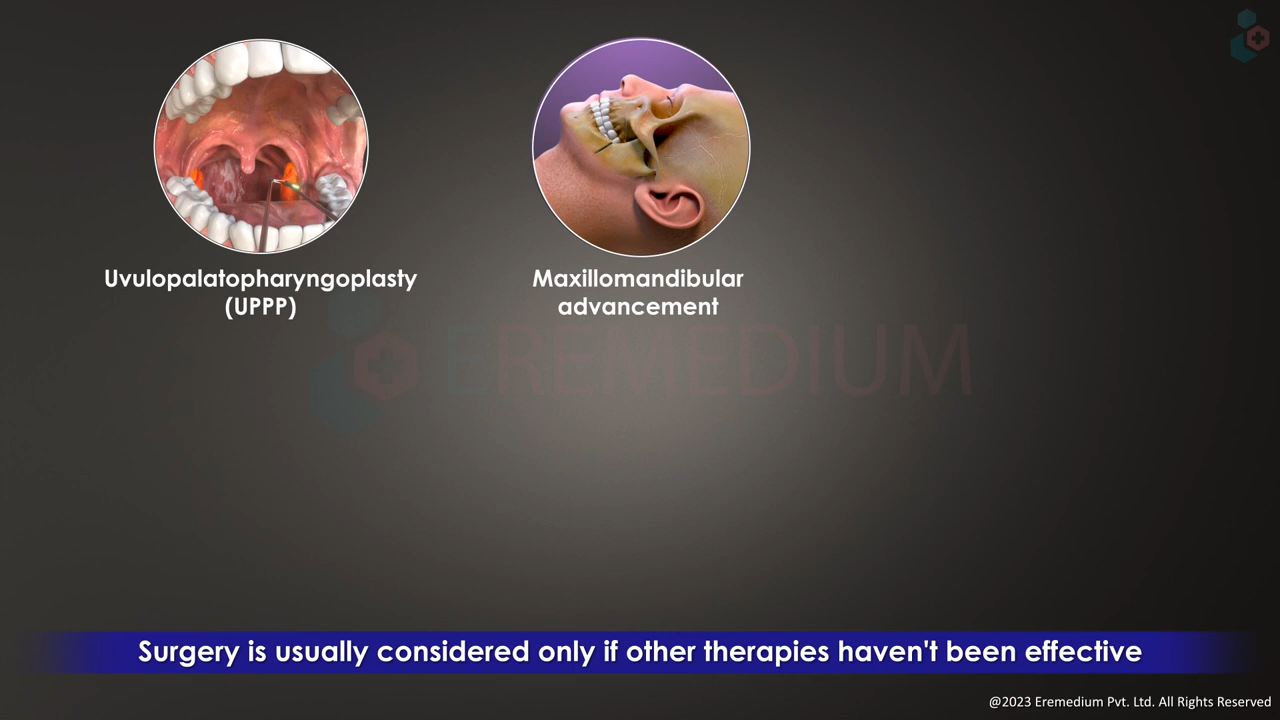 Uvulopalatopharyngoplasty
(UPPP)
Maxillomandibular
advancement
EREMEDIUM
Surgery is usually considered only if other therapies haven't been effective
@2023 Eremedium Pvt. Ltd. All Rights Reserved